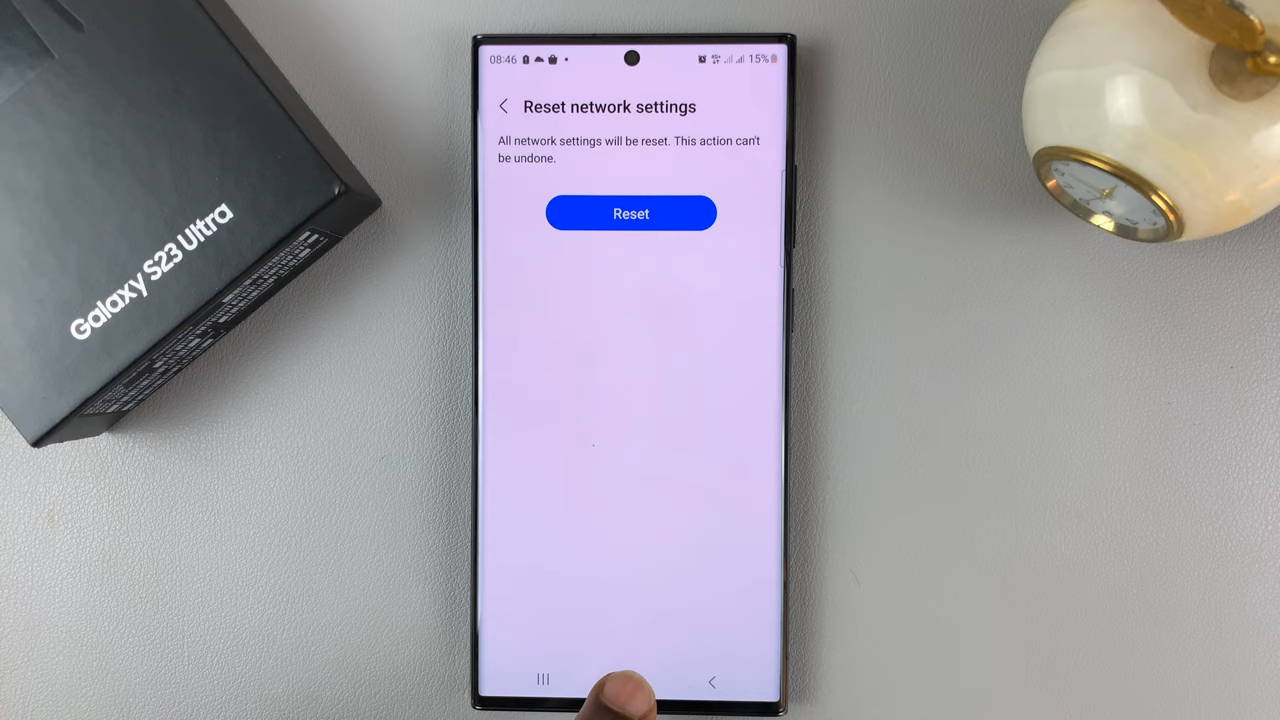 Galaxy S23 Ultra
08:46
15%
Reset network settings
All network settings will be reset. This action can't
be undone.
Reset